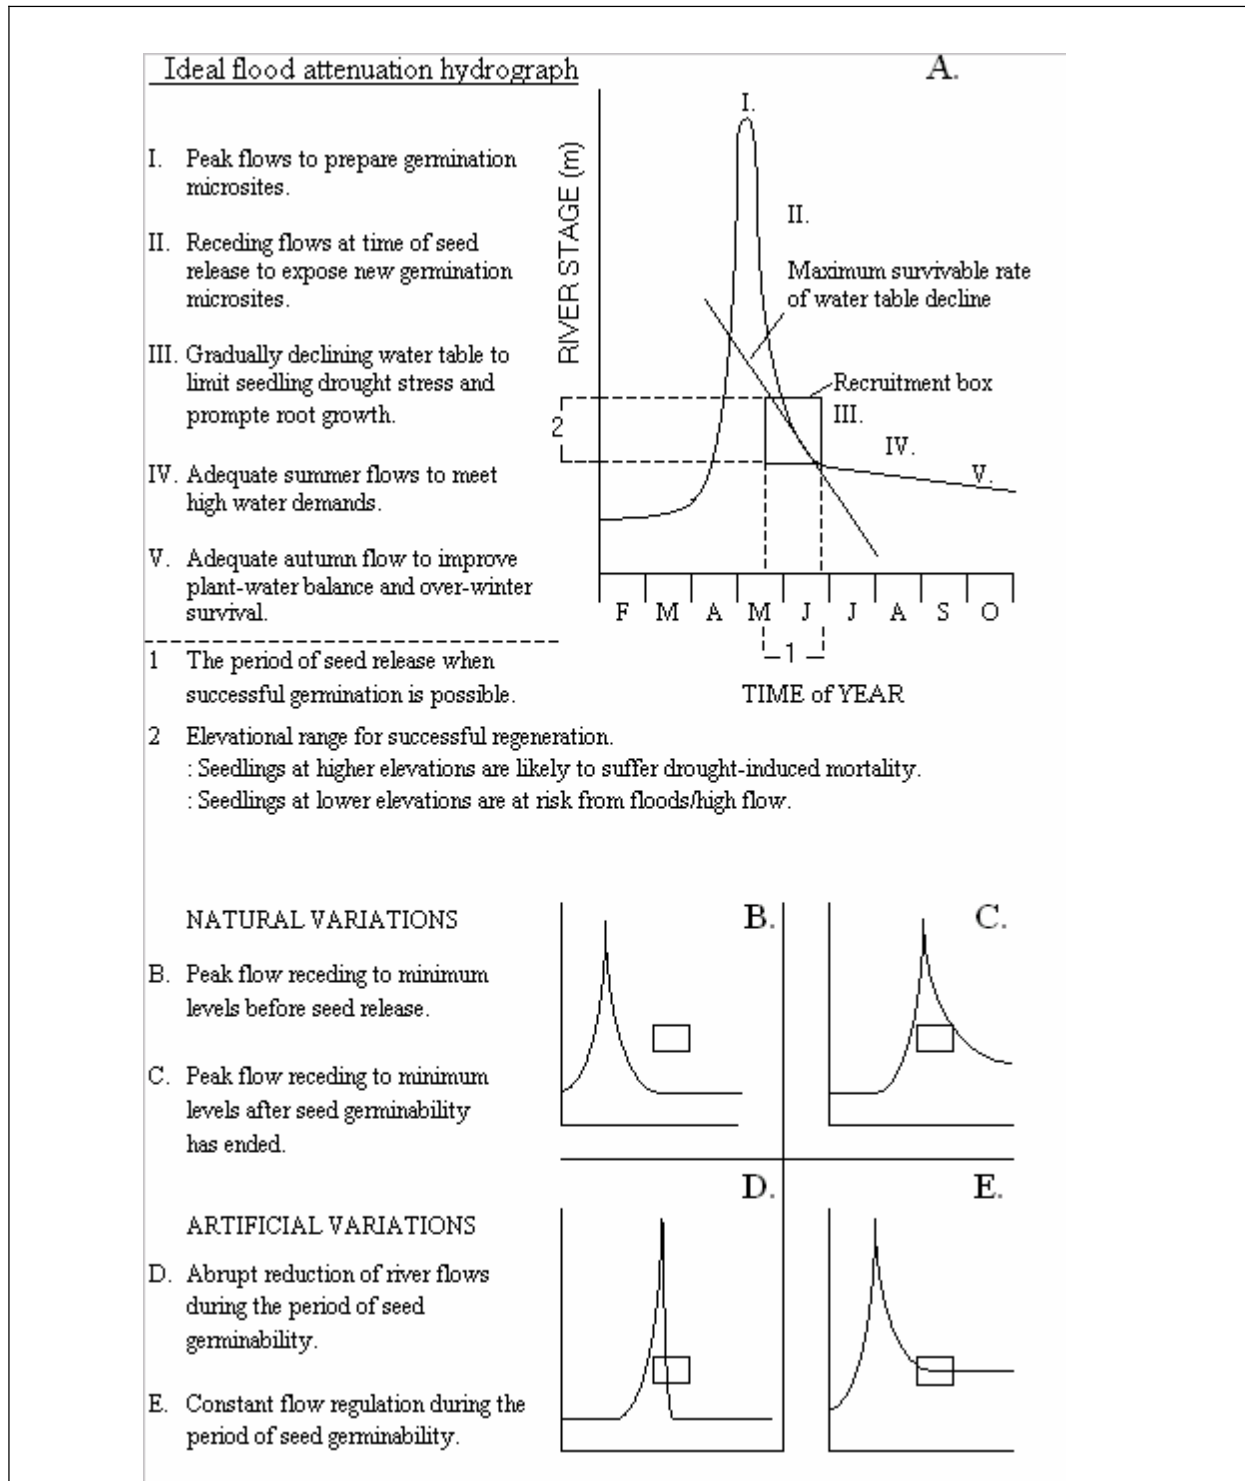 Ideal flood attenuation hydrograph
A.
I. Peak flows to prepare germination
microsites.
II. Receding flows at time of seed
release to expose new germination
microsites.
III. Gradually declining water table to
limit seedling drought stress and
prompte root growth.
IV. Adequate summer flows to meet
high water demands.
V. Adequate autumn flow to improve
plant-water balance and over-winter
survival.
RIVER STAGE (m)
I.
II.
Maximum survivable rate
of water table decline
Recruitment box
III.
IV.
V.
2
F M A M J J A S O
1
TIME of YEAR
1 The period of seed release when
successful germination is possible.
2 Elevational range for successful regeneration.
: Seedlings at higher elevations are likely to suffer drought-induced mortality.
: Seedlings at lower elevations are at risk from floods/high flow.
NATURAL VARIATIONS
B. Peak flow receding to minimum
levels before seed release.
C. Peak flow receding to minimum
levels after seed germinability
has ended.
B.
C.
ARTIFICIAL VARIATIONS
D. Abrupt reduction of river flows
during the period of seed
germinability.
E. Constant flow regulation during the
period of seed germinability.
D.
E.